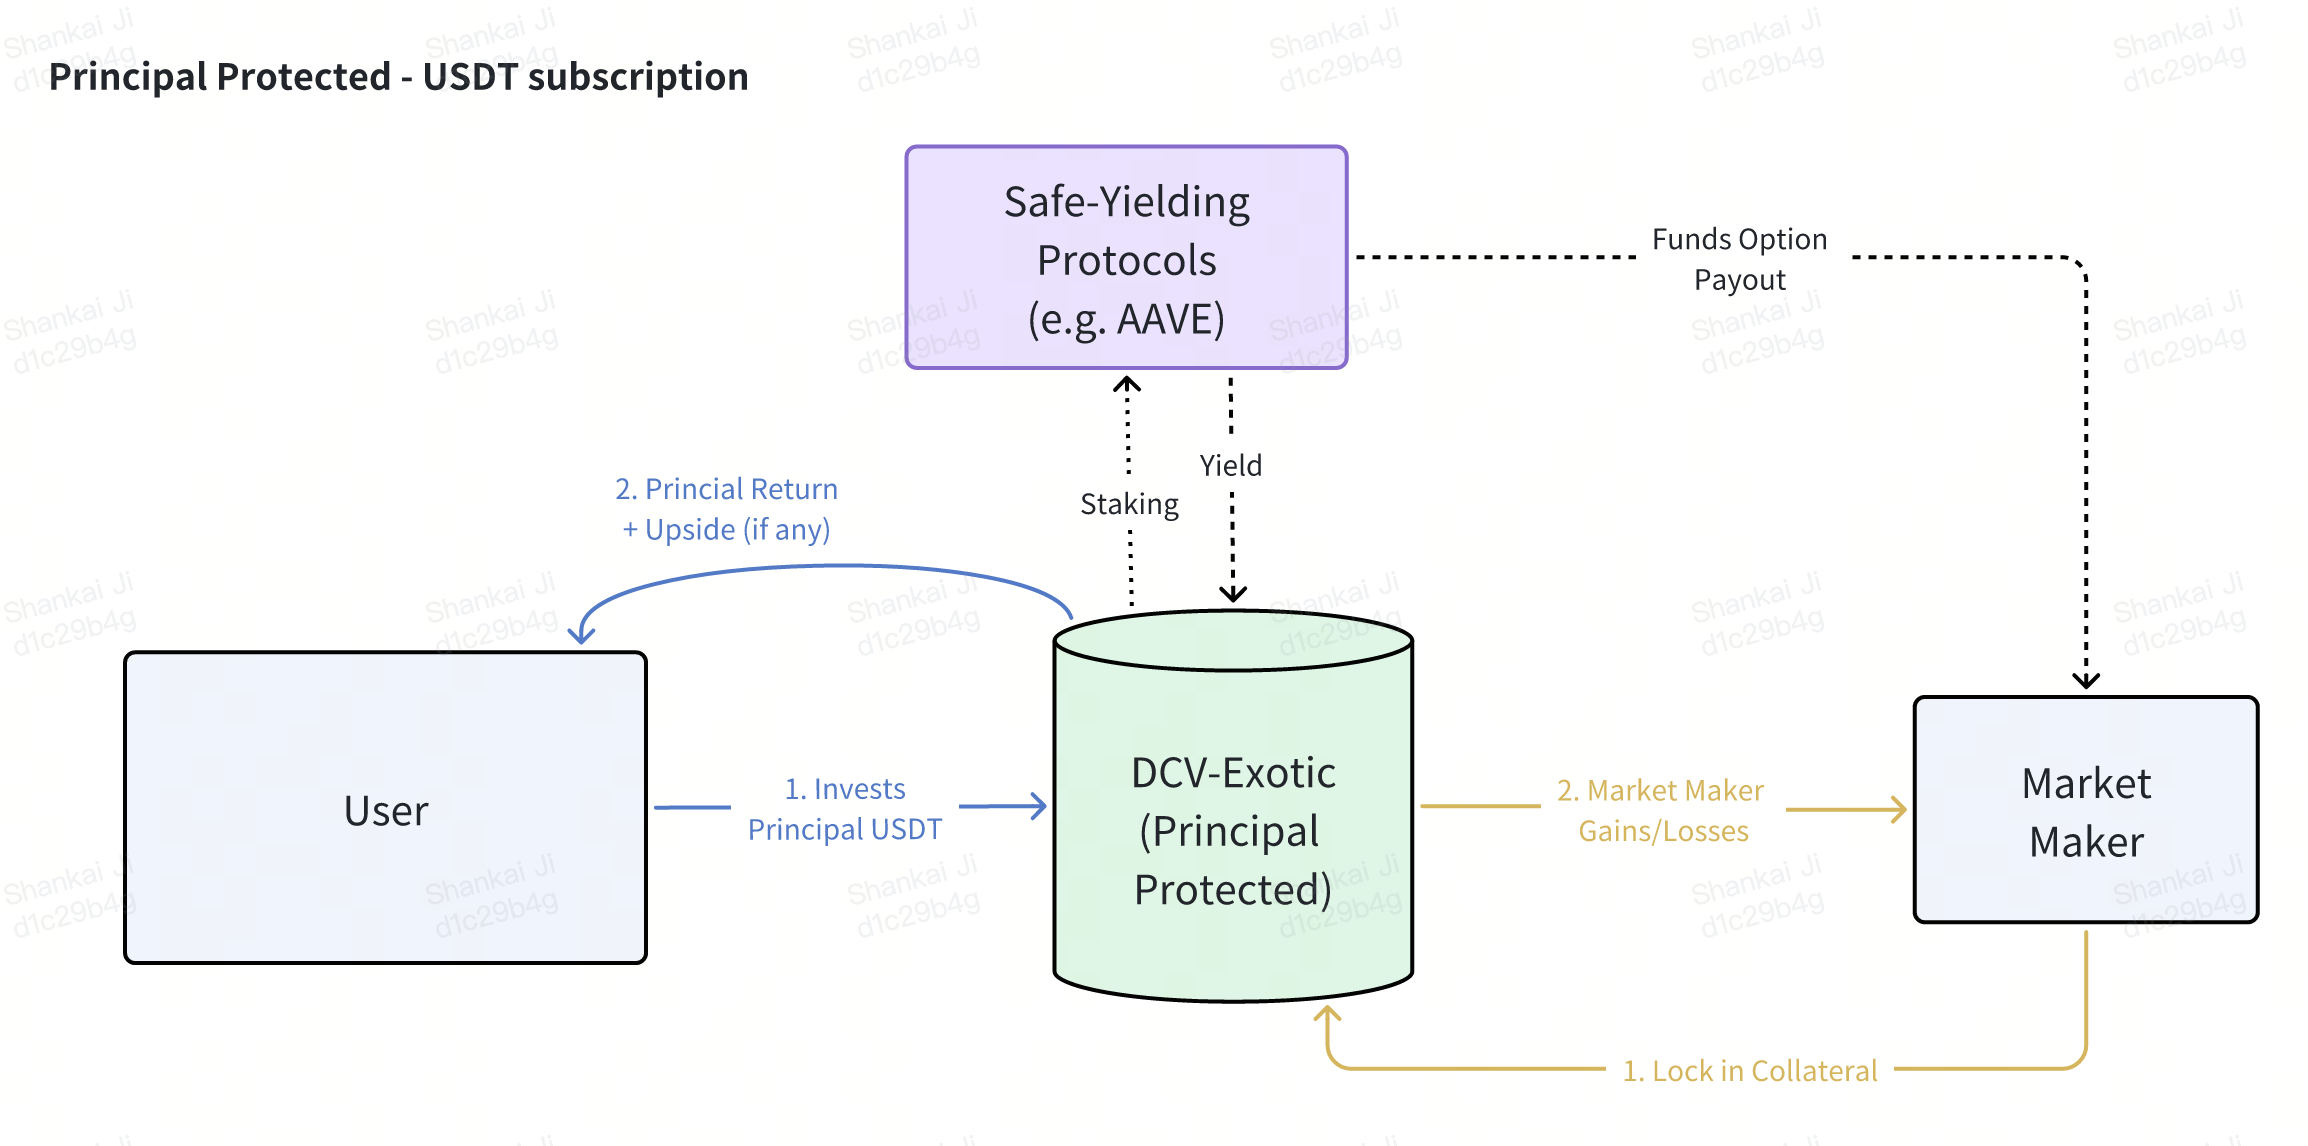 Principal Protected - USDT subscription
Safe-Yielding
Protocols
(e.g. AAVE)
Funds Option
Payout
Yield
Staking
2. Princial Return
+ Upside (if any)
User
1. Invests
Principal USDT
DCV-Exotic
(Principal
Protected)
2. Market Maker
Gains/Losses
Market
Maker
1. Lock in Collateral
Shankai Ji
d1c29b4g